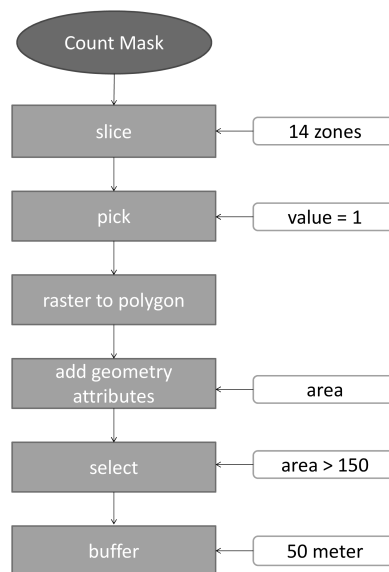 Count Mask
slice
14 zones
pick
value = 1
raster to polygon
add geometry
attributes
area
select
area > 150
buffer
50 meter